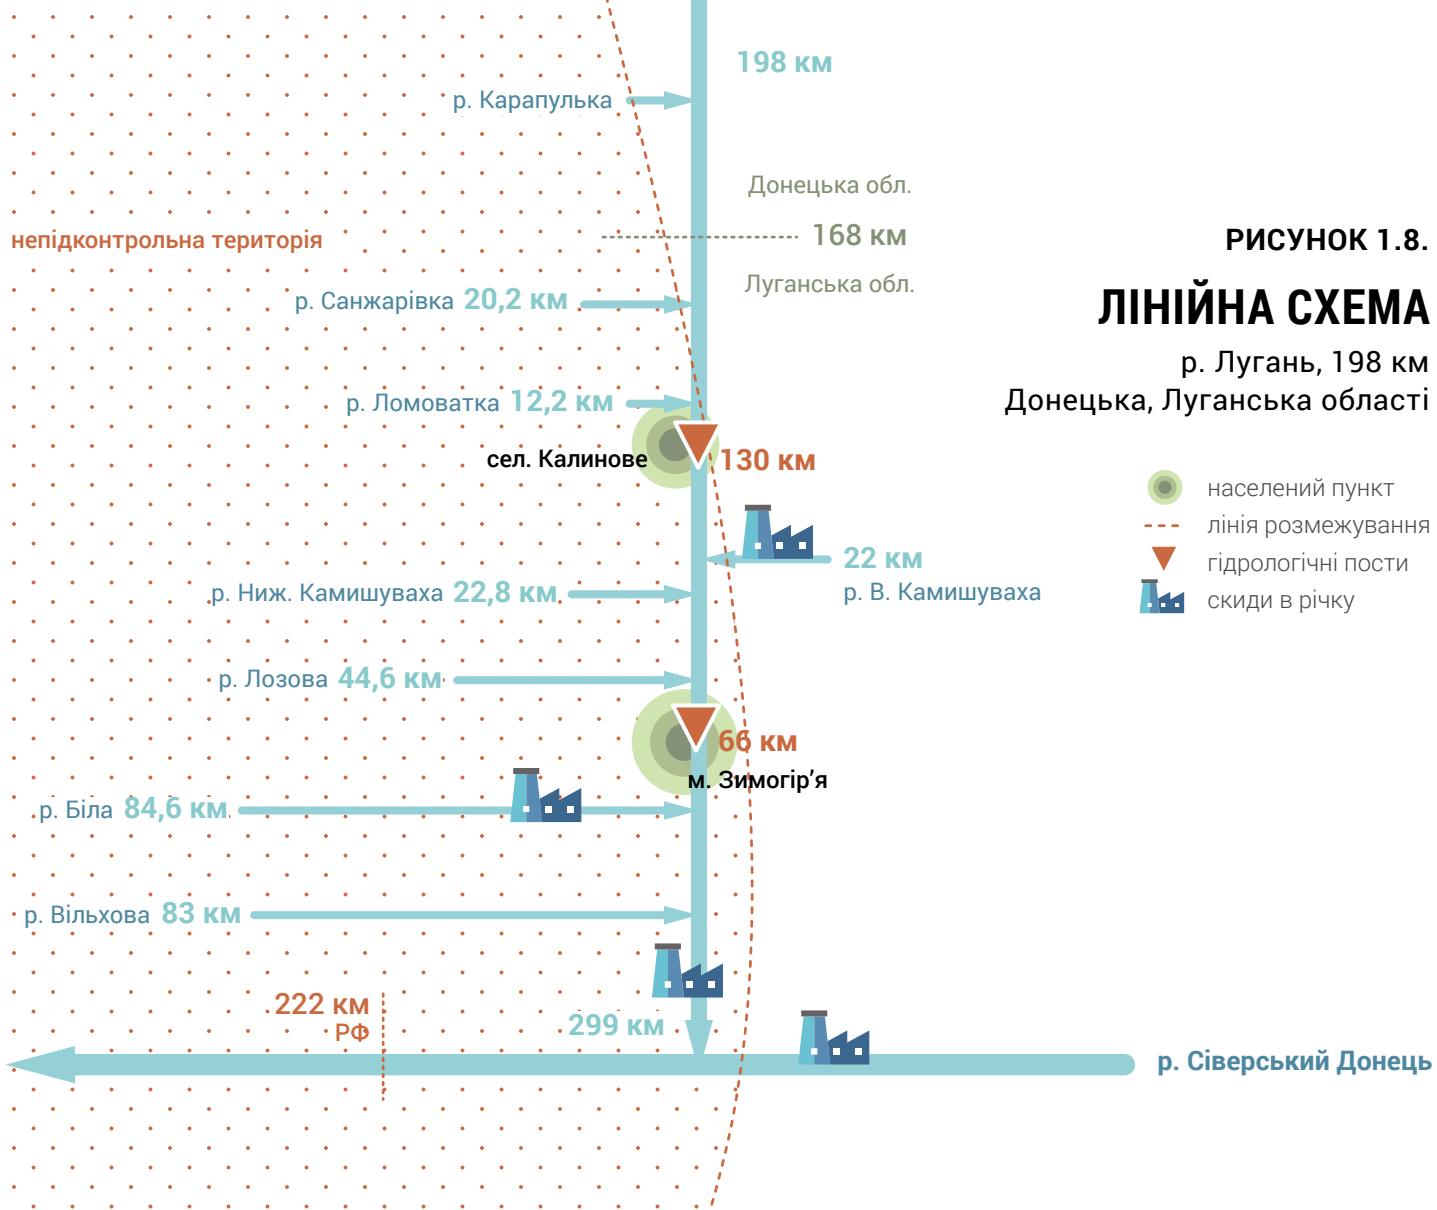 198 км
р. Карапулька
Донецька обл.
непідконтрольна територія
168 км
РИСУНОК 1.8.
Луганська обл.
р. Санжарівка 20,2 км
ЛІНІЙНА СХЕМА
р. Лугань, 198 км
Донецька, Луганська області
р. Ломоватка 12,2 км
сел. Калинове
130 км
населений пункт
лінія розмежування
гідрологічні пости
скиди в річку
22 км
р. В. Камишуваха
р. Ниж. Камишуваха 22,8 км
р. Лозова 44,6 км
66 км
м. Зимогір’я
р. Біла 84,6 км
р. Вільхова 83 км
222 км
РФ
299 км
р. Сіверський Донець